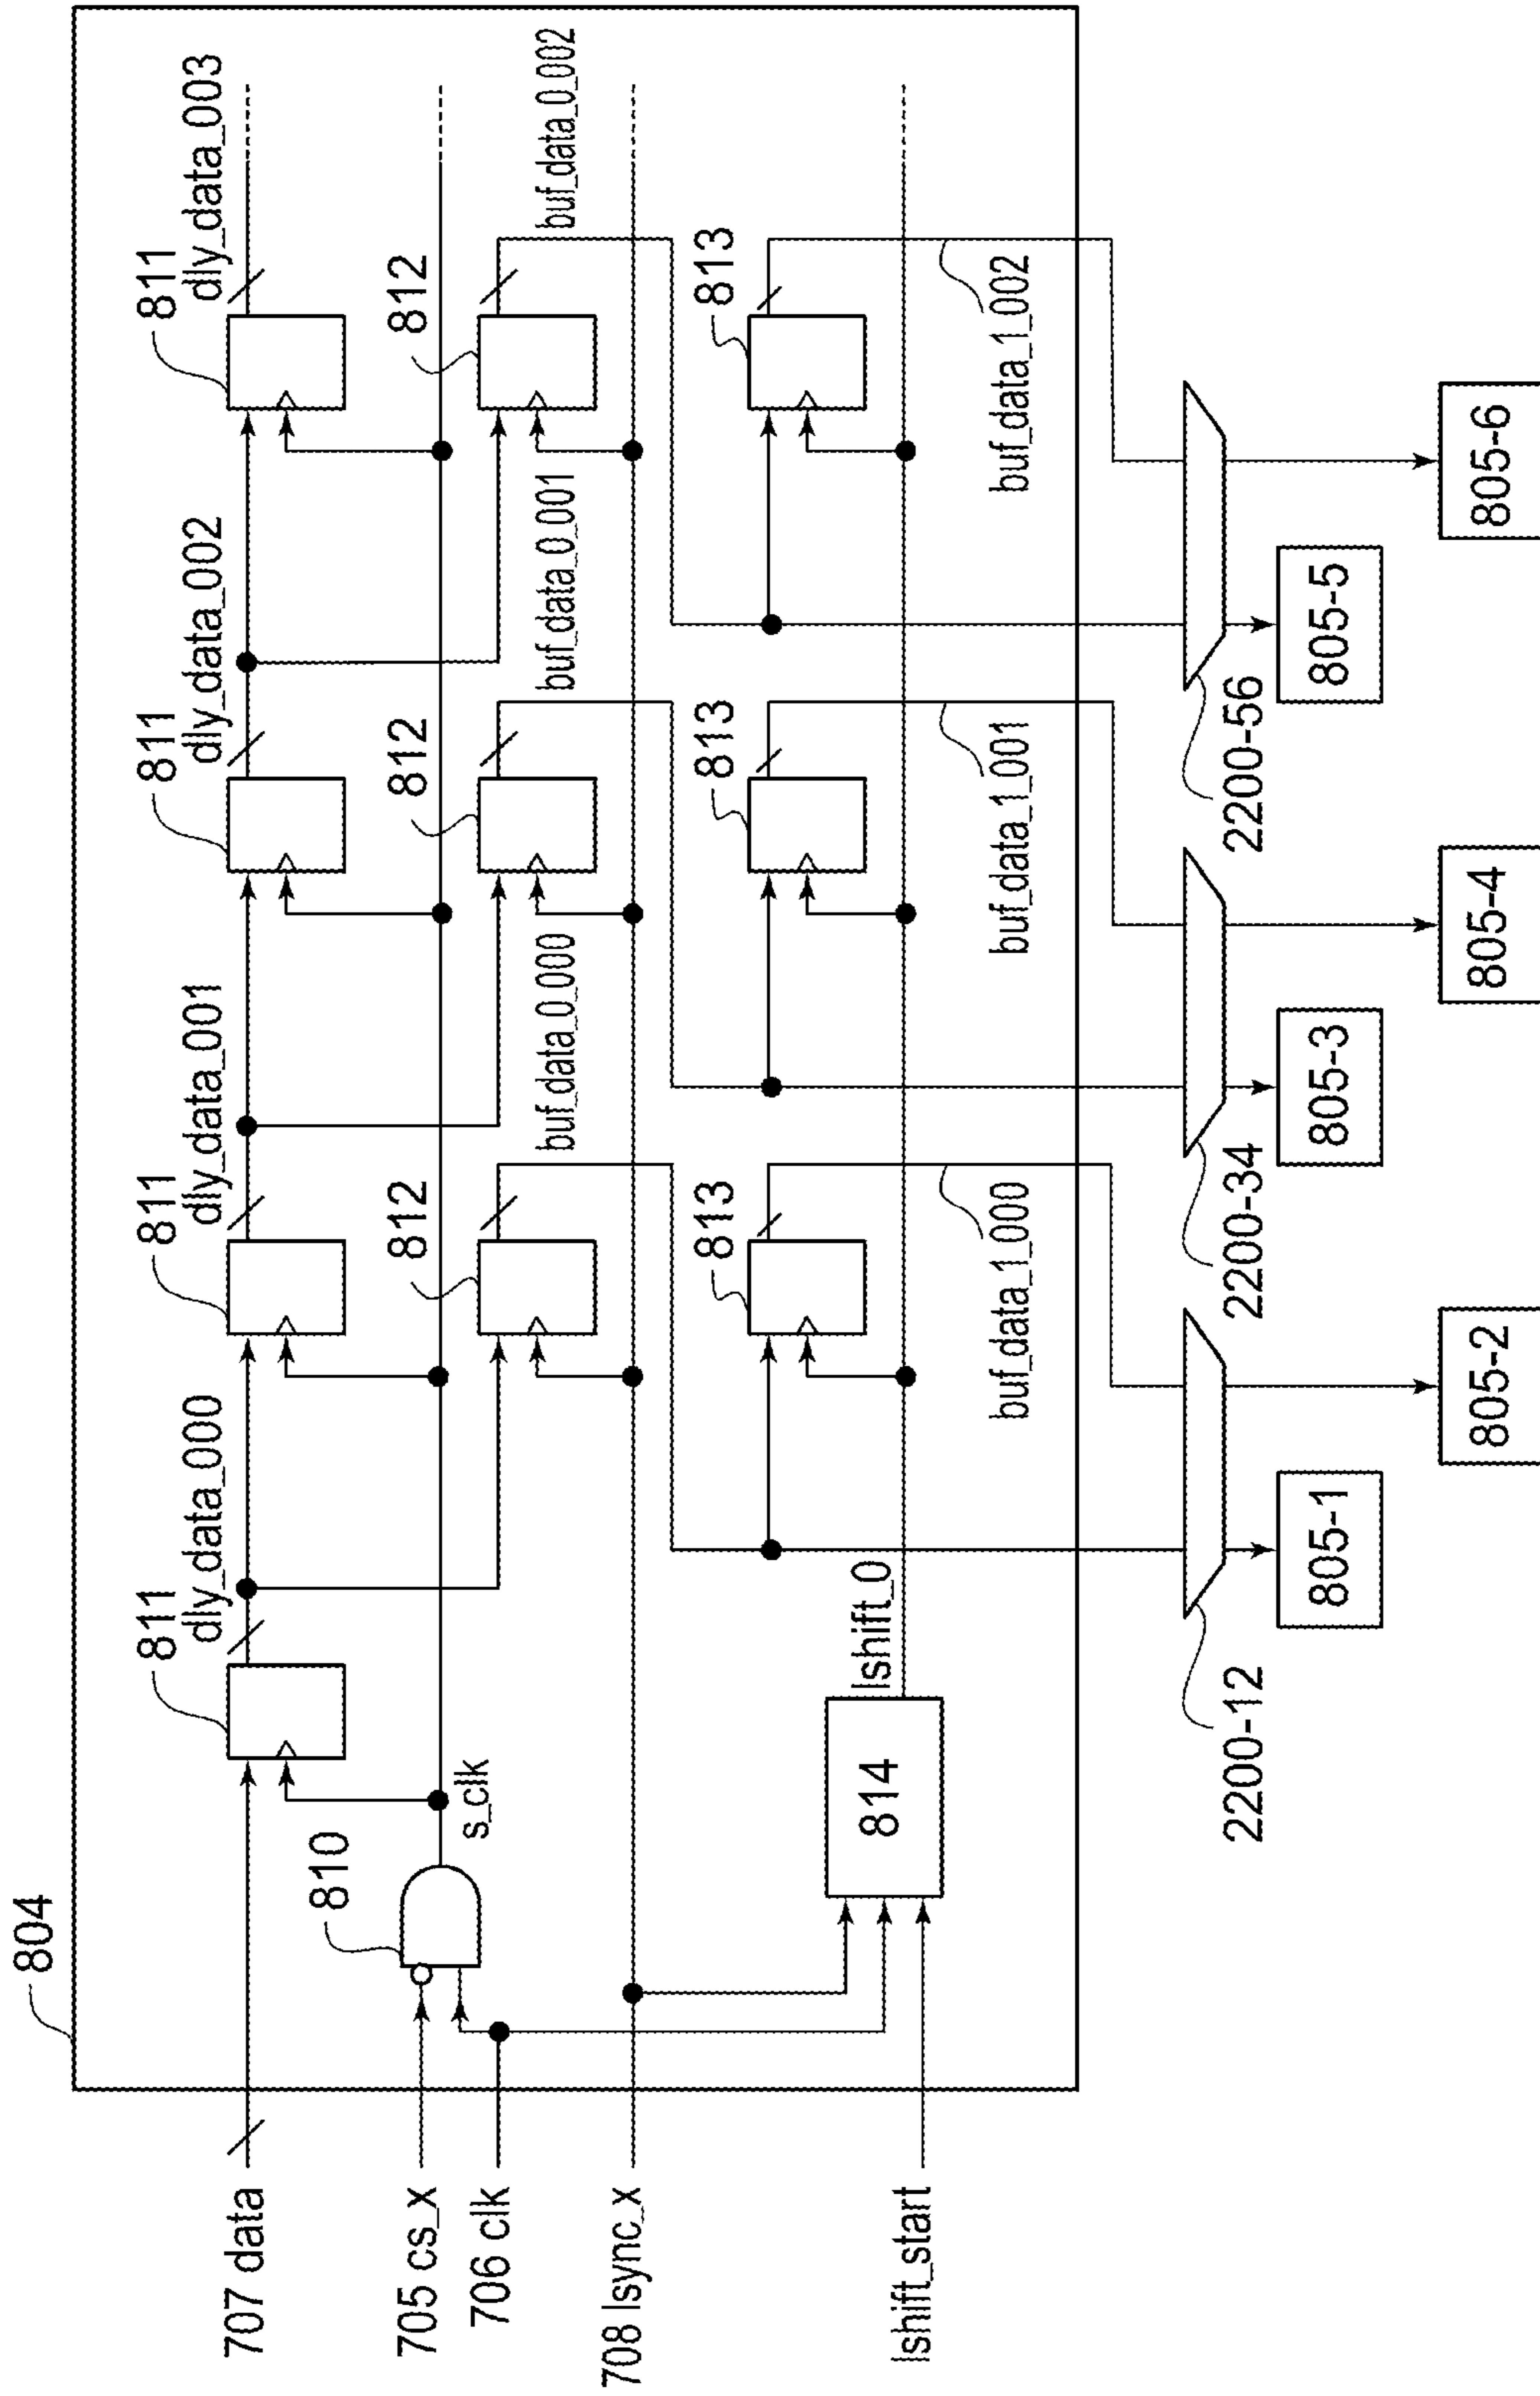 804
707 data
705 cs_x
706 clk
708 lsync_x
lshift_start
810
s_clk
814
lshift_0
811
dly_data_000
811
dly_data_001
811
dly_data_002
811
dly_data_003
812
buf_data_0_000
812
buf_data_0_001
812
buf_data_0_002
813
buf_data_1_000
813
buf_data_1_001
813
buf_data_1_002
2200-12
2200-34
2200-56
805-1
805-3
805-5
805-2
805-4
805-6